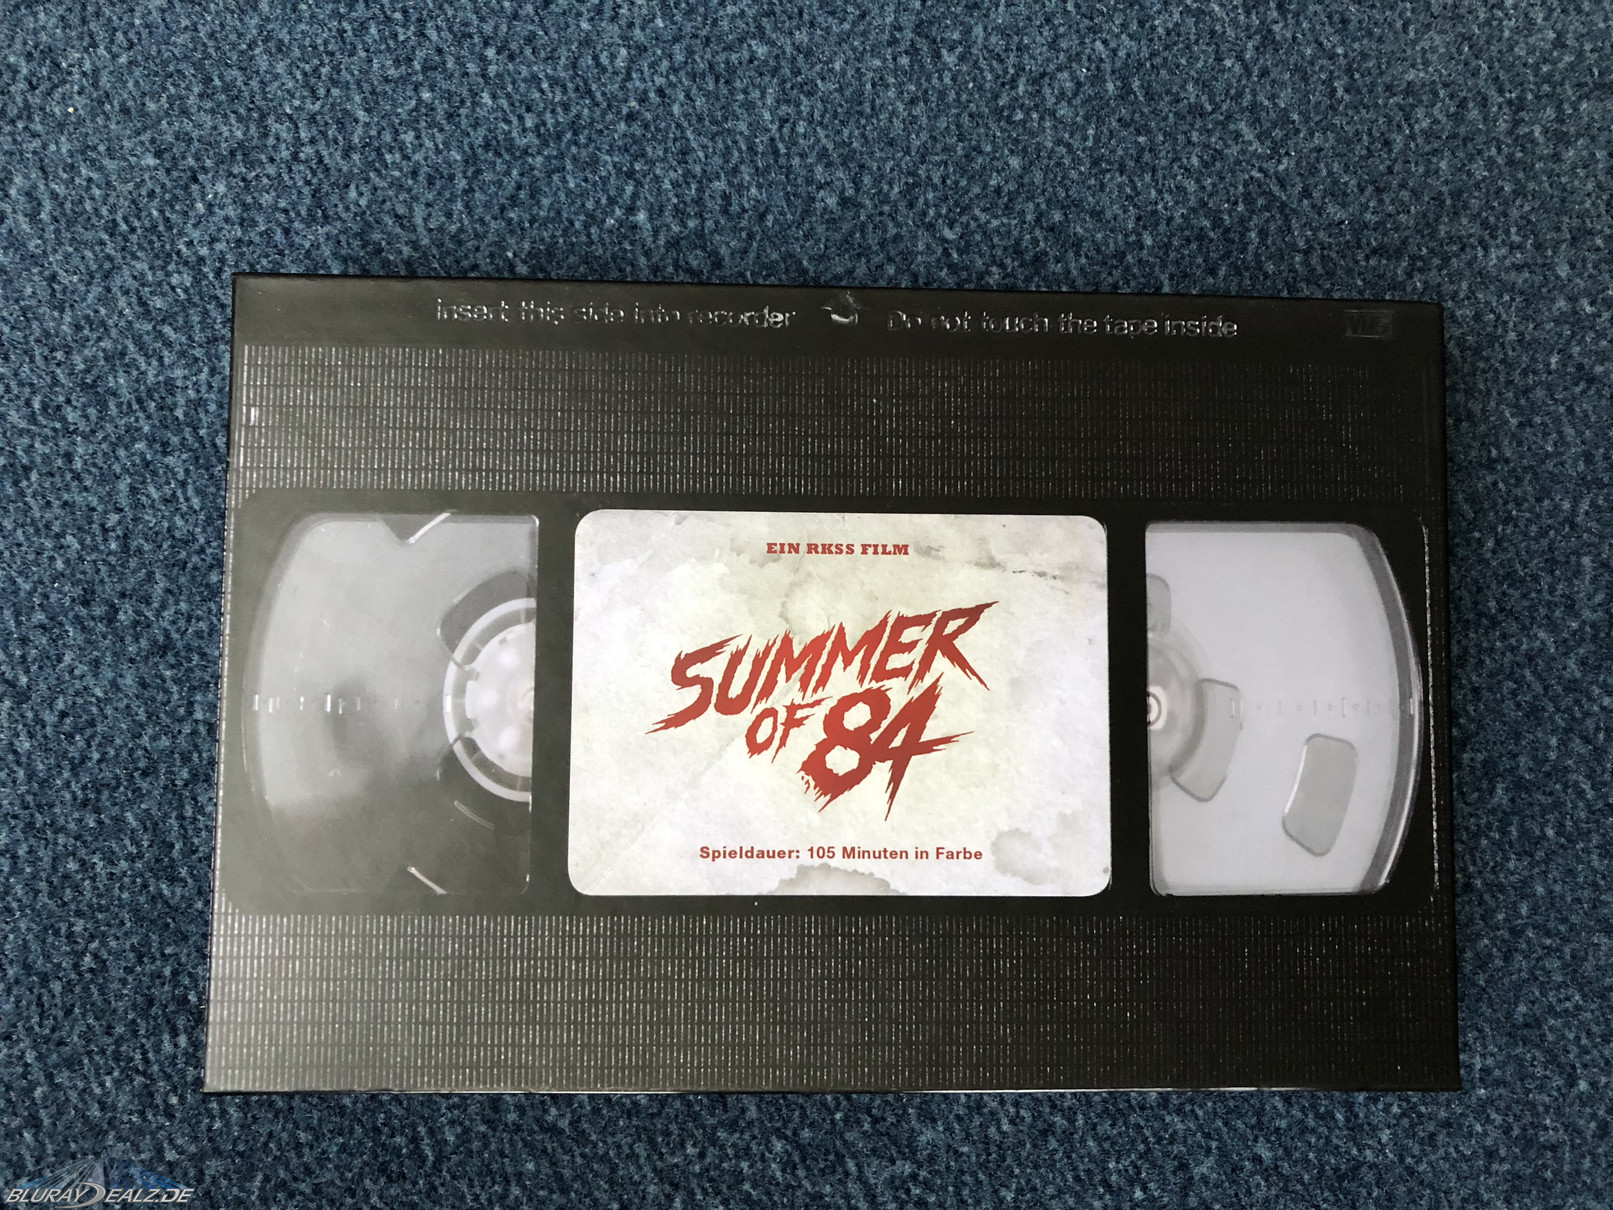 insert this side into recorder Do not touch the tape inside VHS
EIN RKSS FILM
SUMMER
OF 84
Spieldauer: 105 Minuten in Farbe
BLURAYDEALZ.DE